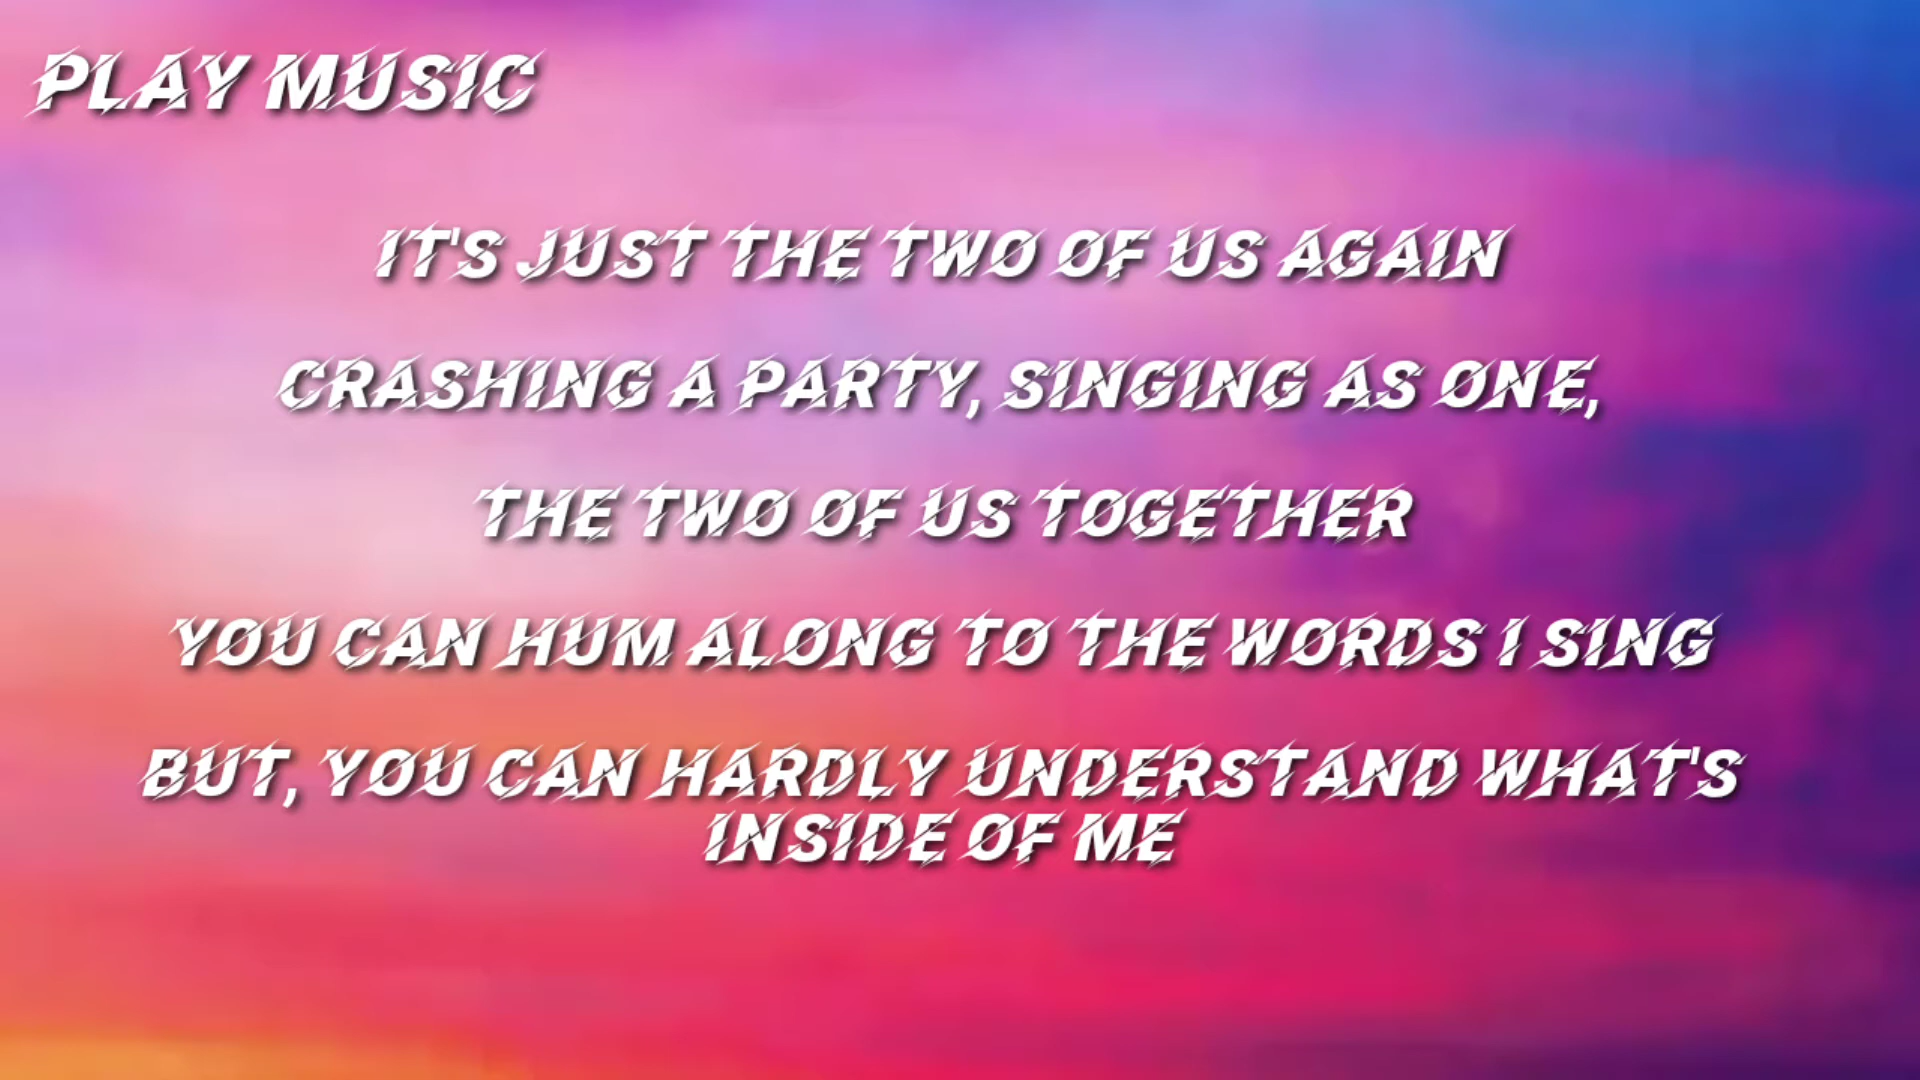 PLAY MUSIC
IT'S JUST THE TWO OF US AGAIN
CRASHING A PARTY, SINGING AS ONE,
THE TWO OF US TOGETHER
YOU CAN HUM ALONG TO THE WORDS I SING
BUT, YOU CAN HARDLY UNDERSTAND WHAT'S
INSIDE OF ME